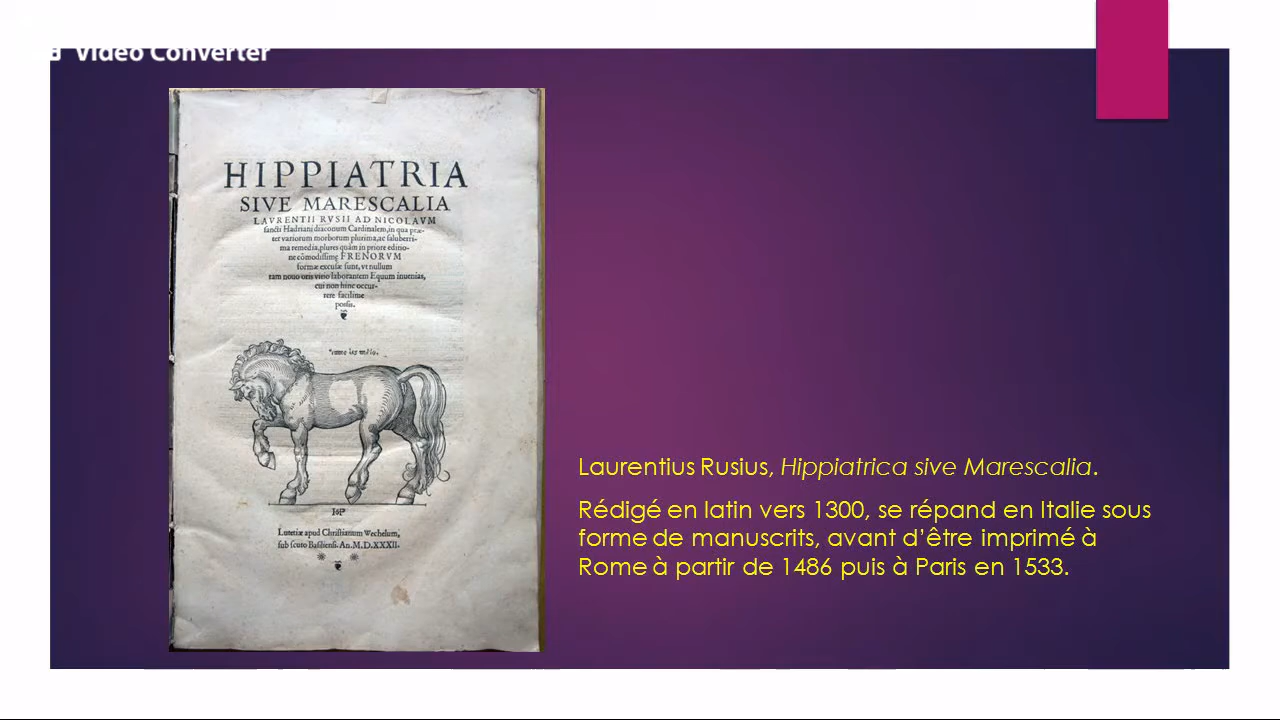 Video Converter
HIPPIATRIA
SIVE MARESCALIA
LAVRENTII RVSII AD NICOLAVM
sancti Hadriani diaconum Cardinalem, in qua præ-
ter variorum morborum plurima, ac saluberri-
ma remedia, plures quàm in priore editio-
ne cõmodissimę FRENORVM
formæ excusæ sunt, vt nullum
tam nouo oris vitio laborantem Equum inuenias,
cui non hinc occur-
rere facilime
possis.
Lutetiæ apud Christianum Wechelum,
sub scuto Basiliensi. An. M.D.XXXII.
Laurentius Rusius, Hippiatrica sive Marescalia.
Rédigé en latin vers 1300, se répand en Italie sous
forme de manuscrits, avant d'être imprimé à
Rome à partir de 1486 puis à Paris en 1533.